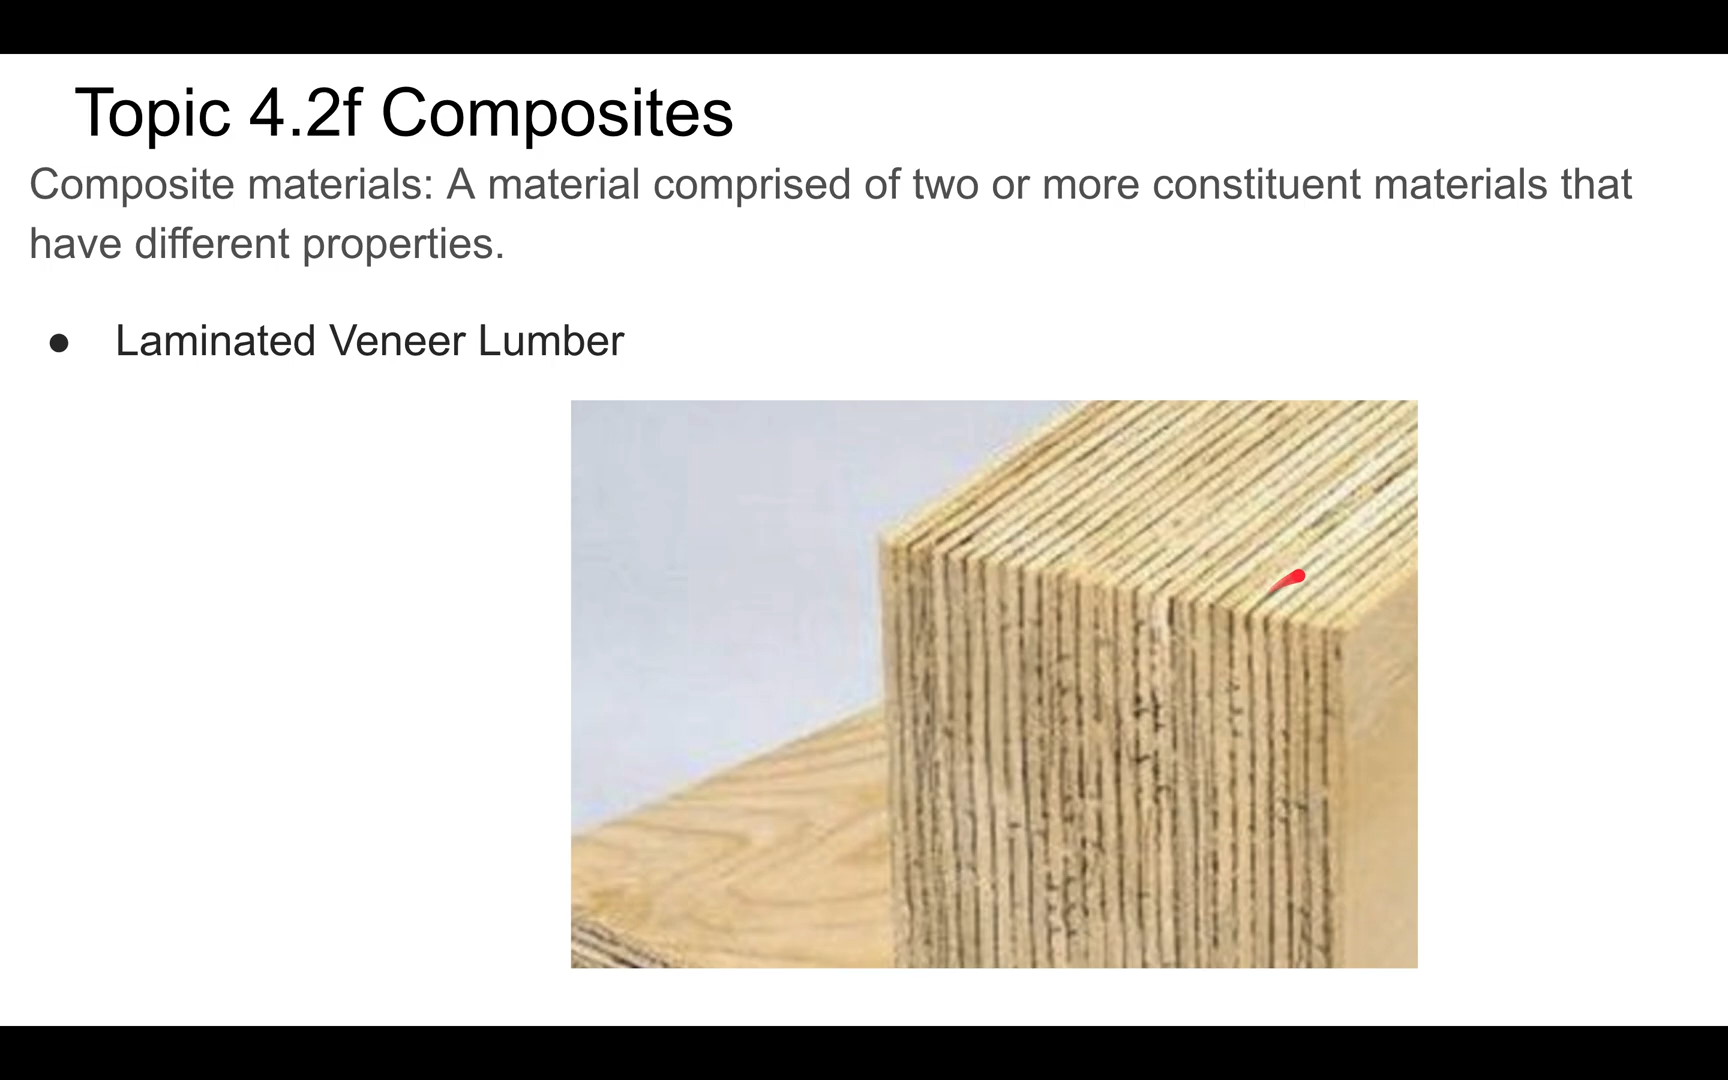 Topic 4.2f Composites
Composite materials: A material comprised of two or more constituent materials that
have different properties.
● Laminated Veneer Lumber